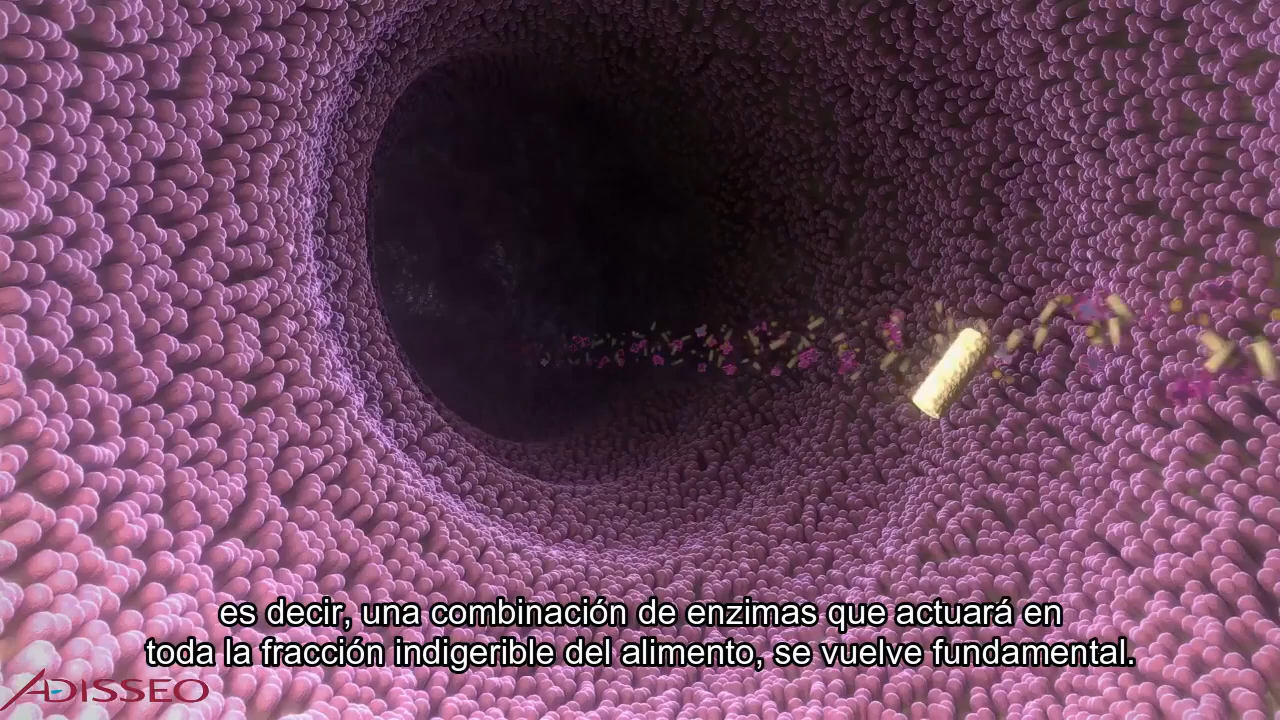 es decir, una combinación de enzimas que actuará en
toda la fracción indigerible del alimento, se vuelve fundamental.
ADISSEO